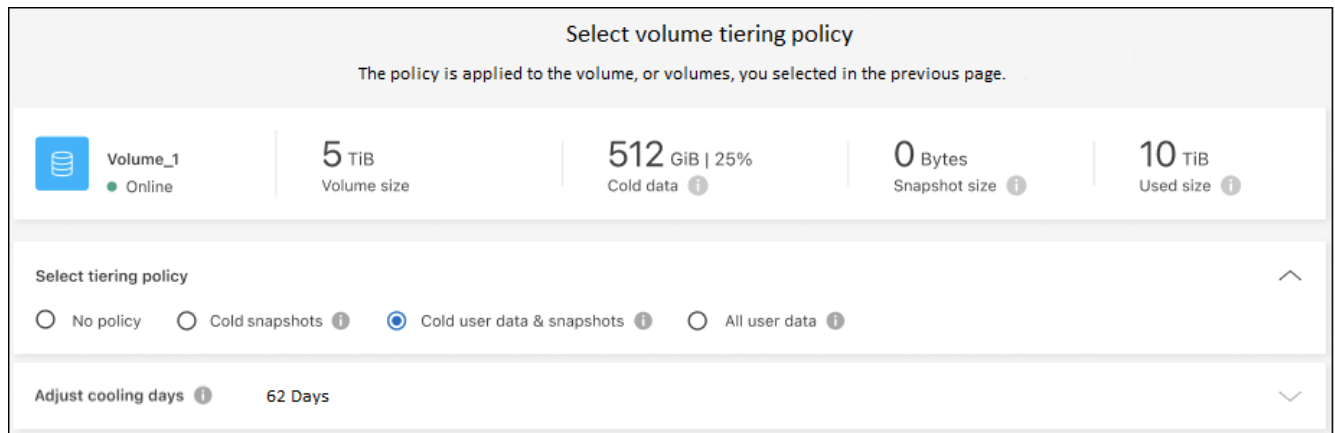 Select volume tiering policy
The policy is applied to the volume, or volumes, you selected in the previous page.
Volume_1
Online
5 TiB
Volume size
512 GiB | 25%
Cold data
0 Bytes
Snapshot size
10 TiB
Used size
Select tiering policy
No policy Cold snapshots Cold user data & snapshots All user data
Adjust cooling days 62 Days